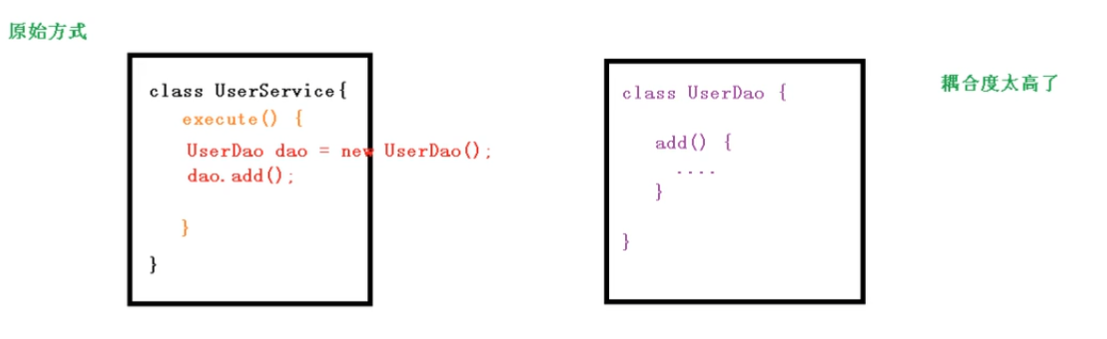 原始方式
class UserService{
execute() {
UserDao dao = new UserDao();
dao.add();
}
}
class UserDao {
add() {
....
}
}
耦合度太高了